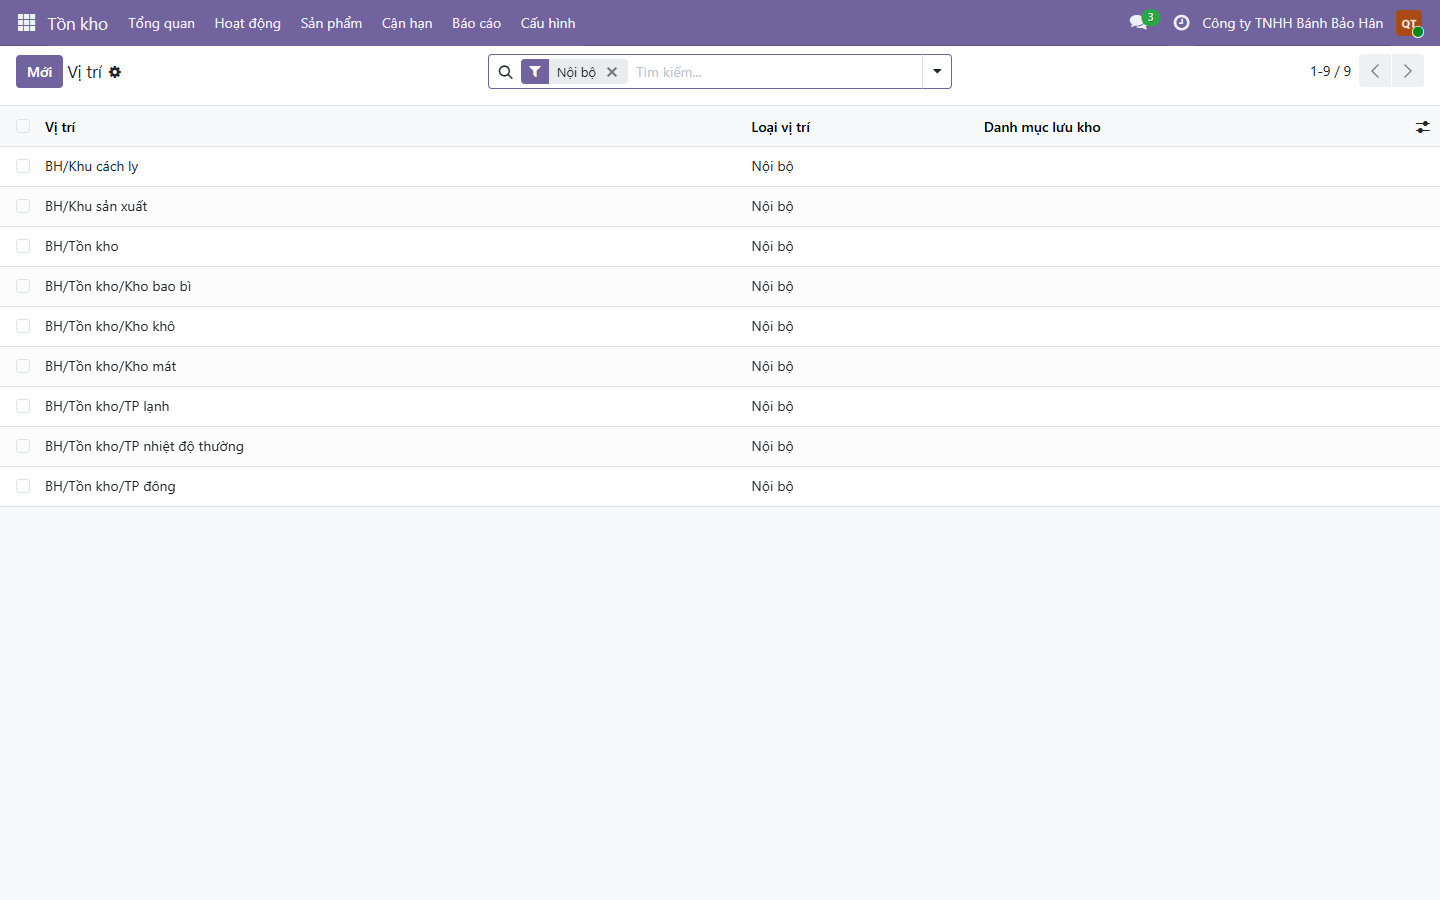 Tồn kho Tổng quan Hoạt động Sản phẩm Cận hạn Báo cáo Cấu hình 3 Công ty TNHH Bánh Bảo Hân QT
Mới Vị trí Nội bộ Tìm kiếm... 1-9 / 9
Vị trí Loại vị trí Danh mục lưu kho
BH/Khu cách ly Nội bộ
BH/Khu sản xuất Nội bộ
BH/Tồn kho Nội bộ
BH/Tồn kho/Kho bao bì Nội bộ
BH/Tồn kho/Kho khô Nội bộ
BH/Tồn kho/Kho mát Nội bộ
BH/Tồn kho/TP lạnh Nội bộ
BH/Tồn kho/TP nhiệt độ thường Nội bộ
BH/Tồn kho/TP đông Nội bộ